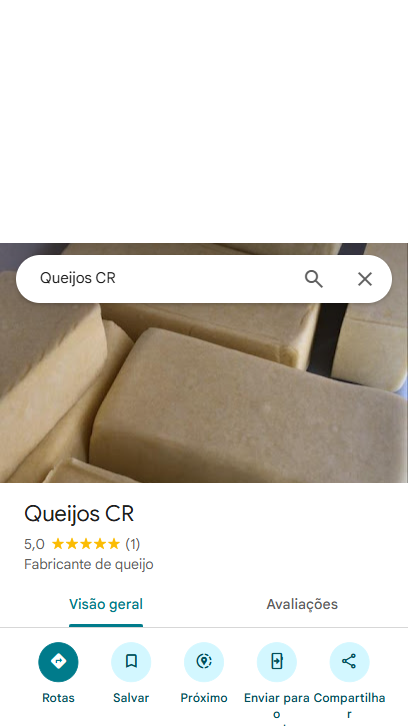 Queijos CR
Queijos CR
5,0 (1)
Fabricante de queijo
Visão geral Avaliações
Rotas Salvar Próximo Enviar para o Compartilhar